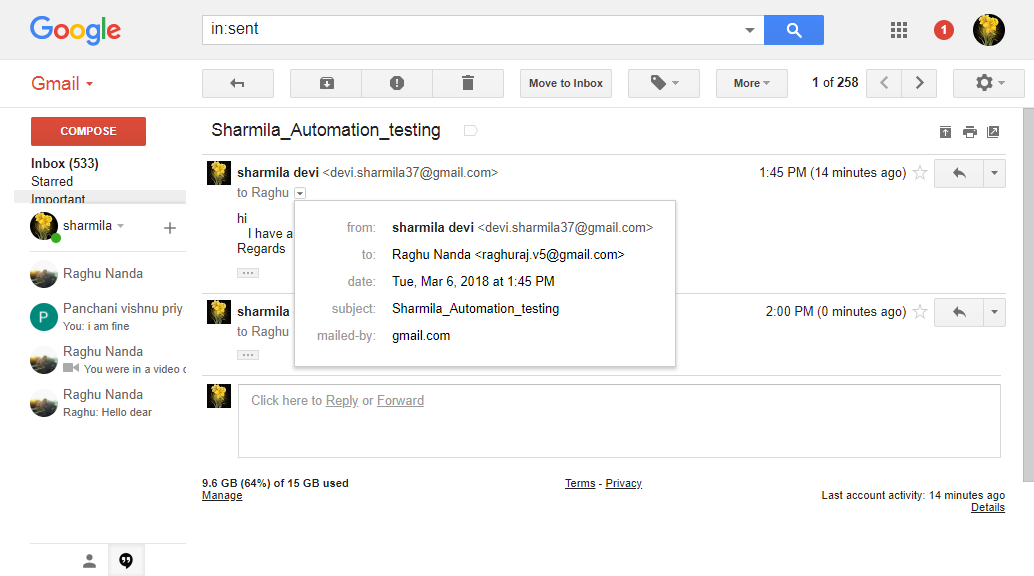 Google
in:sent
1
Gmail
Move to Inbox
More
1 of 258
COMPOSE
Inbox (533)
Starred
Important
sharmila
Raghu Nanda
Panchani vishnu priy
P
You: i am fine
Raghu Nanda
You were in a video c
Raghu Nanda
Raghu: Hello dear
Sharmila_Automation_testing
sharmila devi <devi.sharmila37@gmail.com>
1:45 PM (14 minutes ago)
to Raghu
hi
I have a
Regards
from: sharmila devi <devi.sharmila37@gmail.com>
to: Raghu Nanda <raghuraj.v5@gmail.com>
date: Tue, Mar 6, 2018 at 1:45 PM
subject: Sharmila_Automation_testing
mailed-by: gmail.com
sharmila
2:00 PM (0 minutes ago)
to Raghu
Click here to Reply or Forward
9.6 GB (64%) of 15 GB used
Manage
Terms - Privacy
Last account activity: 14 minutes ago
Details